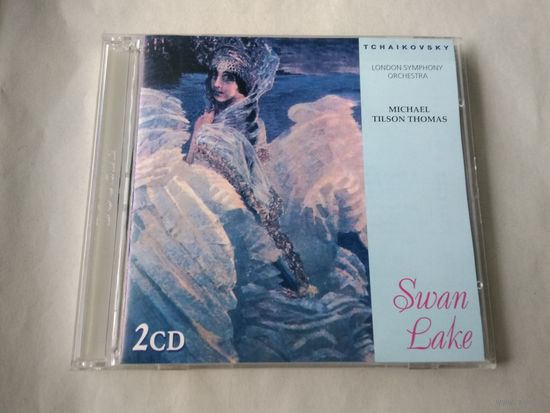 TCHAIKOVSKY
LONDON SYMPHONY
ORCHESTRA
MICHAEL
TILSON THOMAS
Swan
Lake
2CD